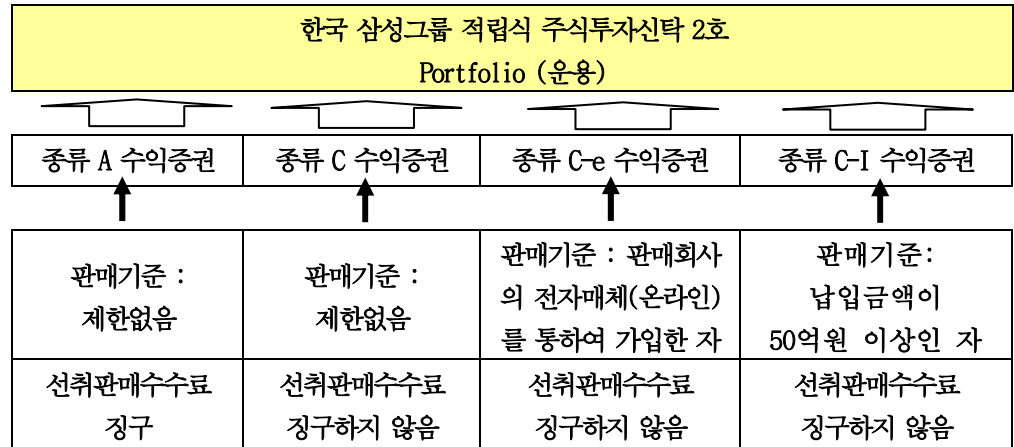 한국 삼성그룹 적립식 주식투자신탁 2호
Portfolio (운용)
종류 A 수익증권
종류 C 수익증권
종류 C-e 수익증권
종류 C-I 수익증권
판매기준 :
제한없음
판매기준 :
제한없음
판매기준 : 판매회사
의 전자매체(온라인)
를 통하여 가입한 자
판매기준:
납입금액이
50억원 이상인 자
선취판매수수료
징구
선취판매수수료
징구하지 않음
선취판매수수료
징구하지 않음
선취판매수수료
징구하지 않음